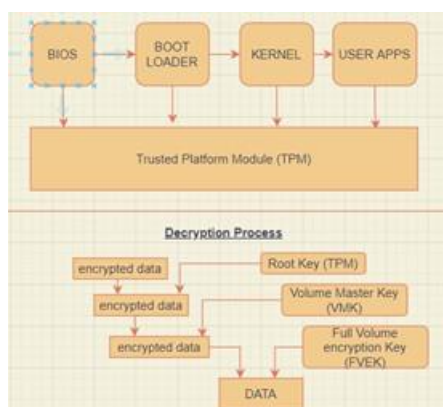 BIOS
BOOT
LOADER
KERNEL
USER APPS
Trusted Platform Module (TPM)
Decryption Process
encrypted data
Root Key (TPM)
encrypted data
Volume Master Key
(VMK)
encrypted data
Full Volume
encryption Key
(FVEK)
DATA